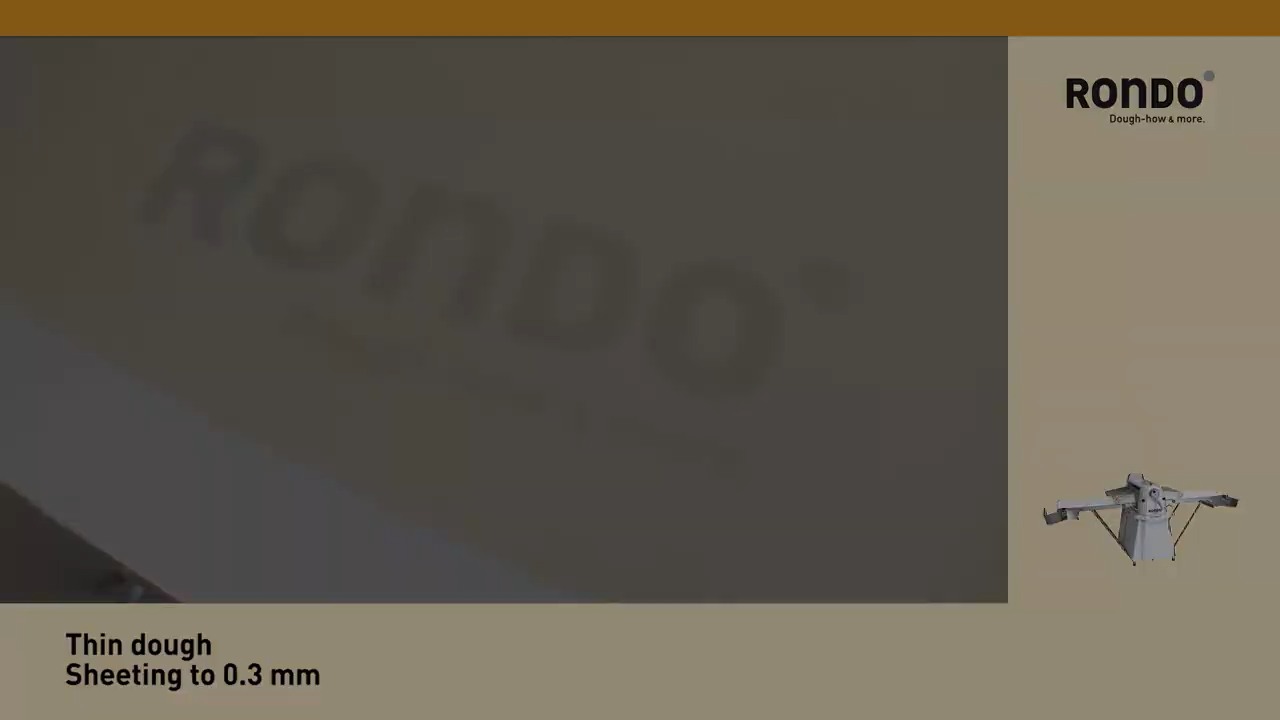 RONDO
RONDO
Dough-how & more.
Thin dough
Sheeting to 0.3 mm